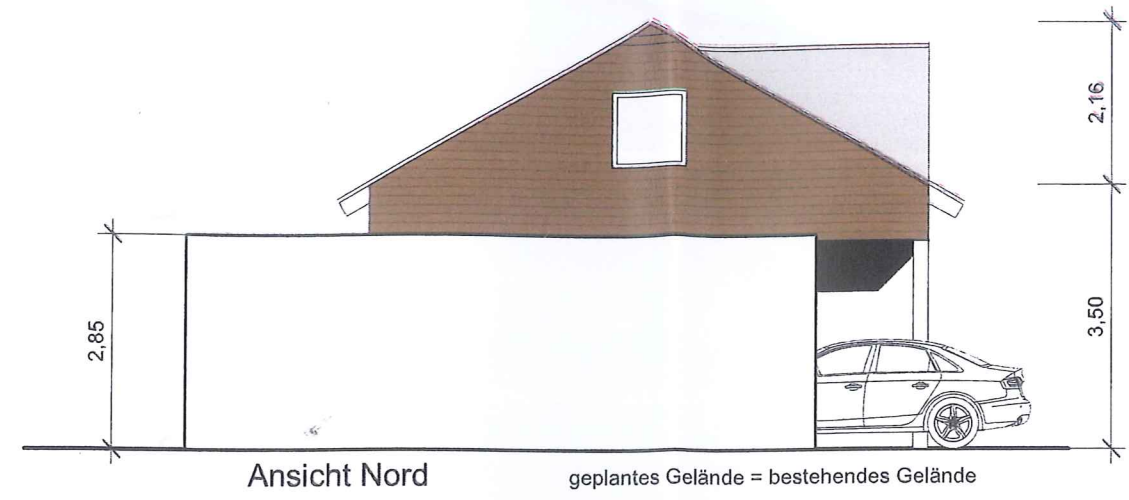 2,16
2,85
3,50
Ansicht Nord
geplantes Gelände = bestehendes Gelände